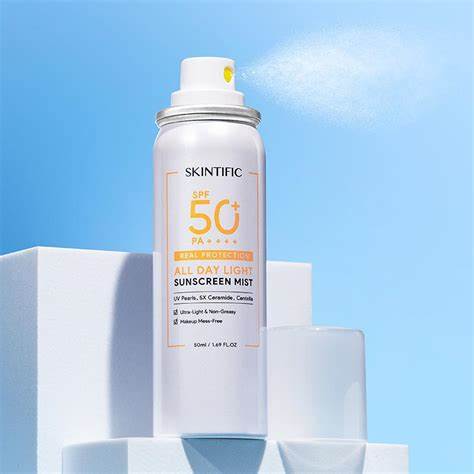 SKINTIFIC
SPF
50+
PA++++
REAL PROTECTION
ALL DAY LIGHT
SUNSCREEN MIST
UV Pearls, 5X Ceramide, Centella
Ultra-Light & Non-Greasy
Makeup Mess-Free
50ml / 1.69 FL.OZ